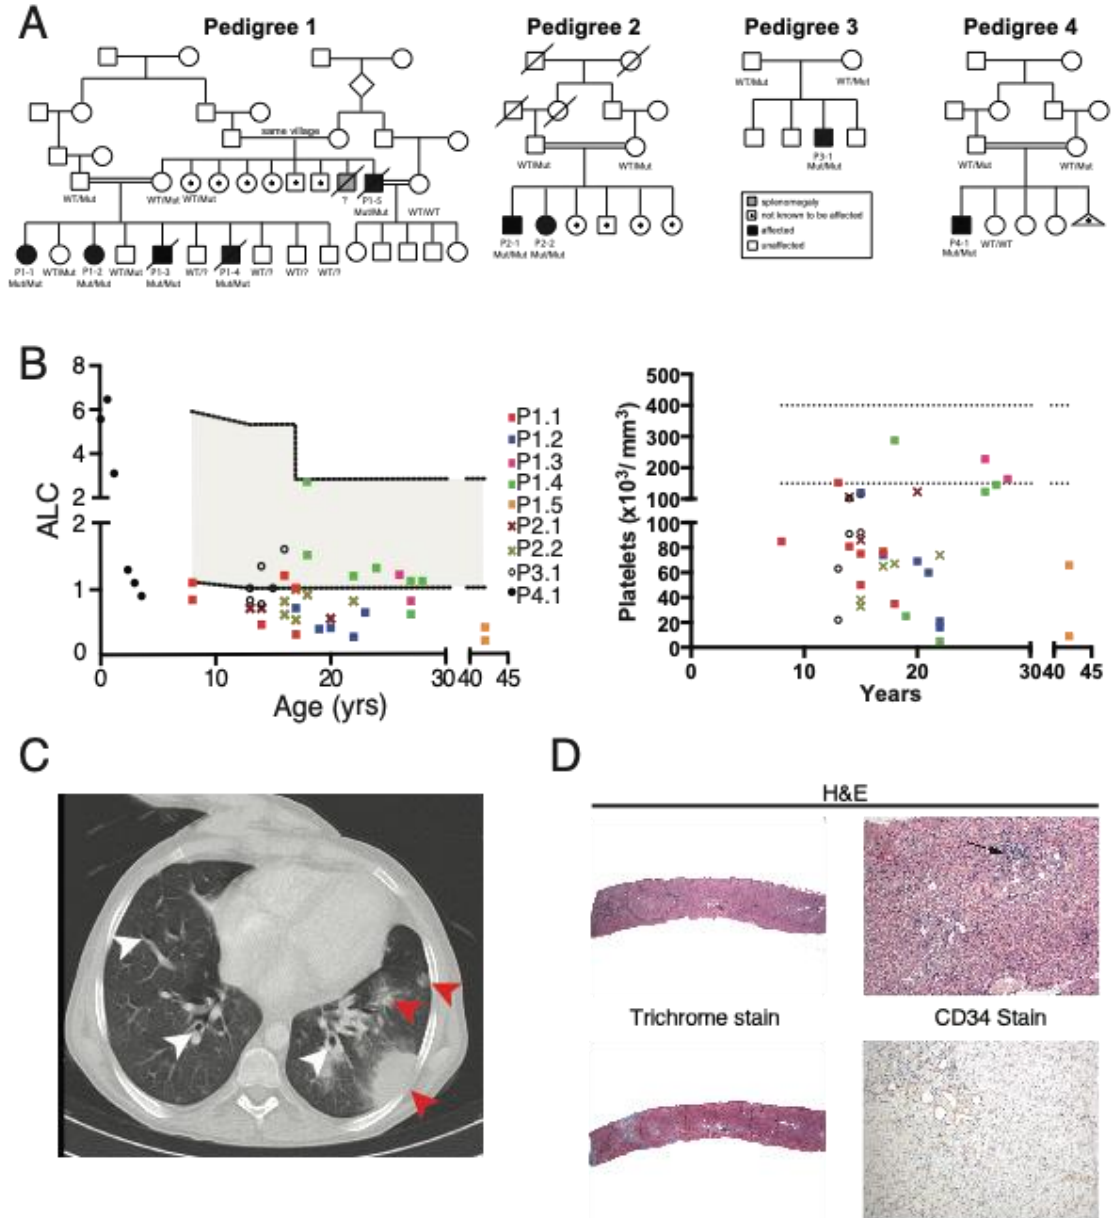 A
Pedigree 1
Pedigree 2
Pedigree 3
Pedigree 4
same village
WT/Mut
WT/Mut
WT/Mut
?
P1-5
Mut/Mut
WT/WT
P1-1
Mut/Mut
WT/Mut
P1-2
Mut/Mut
WT/Mut
P1-3
Mut/Mut
WT/?
P1-4
Mut/Mut
WT/?
WT/?
WT/?
WT/Mut
WT/Mut
P2-1
Mut/Mut
P2-2
Mut/Mut
WT/Mut
WT/Mut
P3-1
Mut/Mut
splensmegaly
not known to be affected
affected
unaffected
WT/Mut
WT/Mut
P4-1
Mut/Mut
WT/WT
B
ALC
8
6
4
2
2
1
0
0
10
20
30
40
45
Age (yrs)
P1.1
P1.2
P1.3
P1.4
P1.5
P2.1
P2.2
P3.1
P4.1
Platelets (x10³/mm³)
500
400
300
200
100
100
80
60
40
20
0
0
10
20
30
40
45
Years
C
D
H&E
Trichrome stain
CD34 Stain